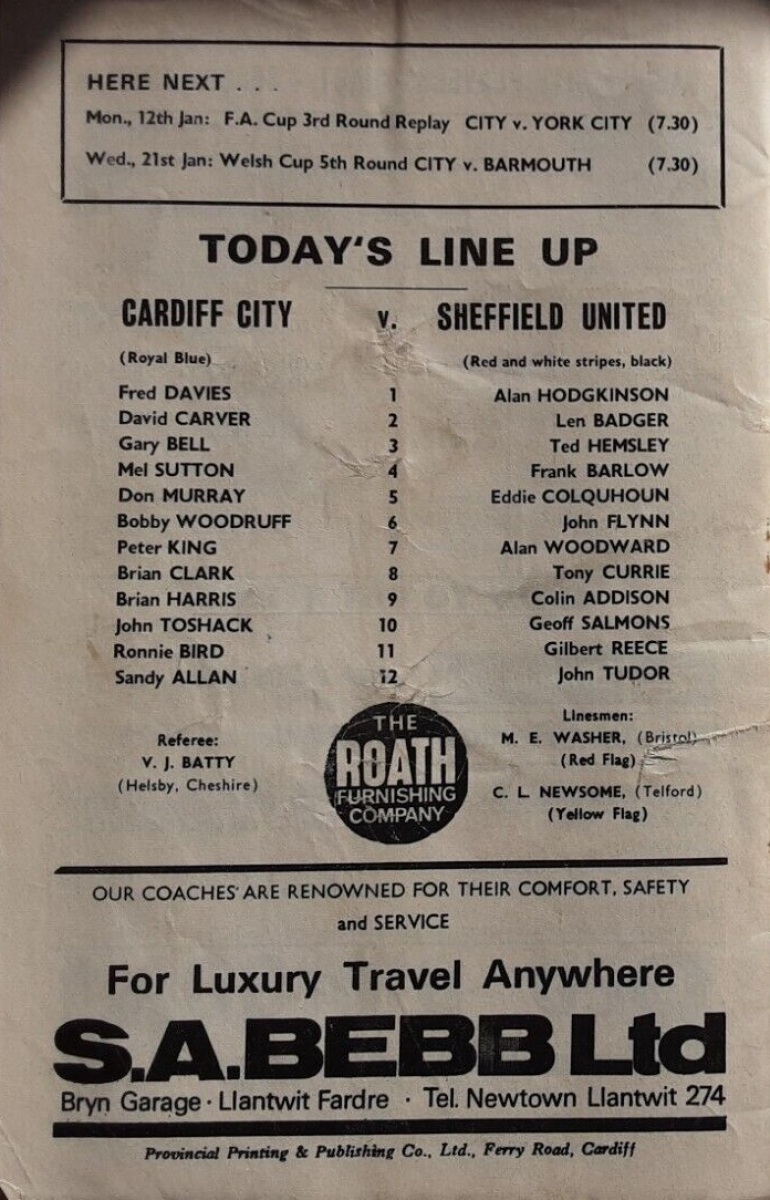 HERE NEXT . . .
Mon., 12th Jan: F.A. Cup 3rd Round Replay CITY v. YORK CITY (7.30)
Wed., 21st Jan: Welsh Cup 5th Round CITY v. BARMOUTH (7.30)
TODAY'S LINE UP
CARDIFF CITY v. SHEFFIELD UNITED
(Royal Blue) (Red and white stripes, black)
Fred DAVIES 1 Alan HODGKINSON
David CARVER 2 Len BADGER
Gary BELL 3 Ted HEMSLEY
Mel SUTTON 4 Frank BARLOW
Don MURRAY 5 Eddie COLQUHOUN
Bobby WOODRUFF 6 John FLYNN
Peter KING 7 Alan WOODWARD
Brian CLARK 8 Tony CURRIE
Brian HARRIS 9 Colin ADDISON
John TOSHACK 10 Geoff SALMONS
Ronnie BIRD 11 Gilbert REECE
Sandy ALLAN 12 John TUDOR
Referee:
V. J. BATTY
(Helsby, Cheshire)
THE
ROATH
FURNISHING
COMPANY
Linesmen:
M. E. WASHER, (Bristol)
(Red Flag)
C. L. NEWSOME, (Telford)
(Yellow Flag)
OUR COACHES ARE RENOWNED FOR THEIR COMFORT, SAFETY
and SERVICE
For Luxury Travel Anywhere
S.A.BEBB Ltd
Bryn Garage · Llantwit Fardre · Tel. Newtown Llantwit 274
Provincial Printing & Publishing Co., Ltd., Ferry Road, Cardiff